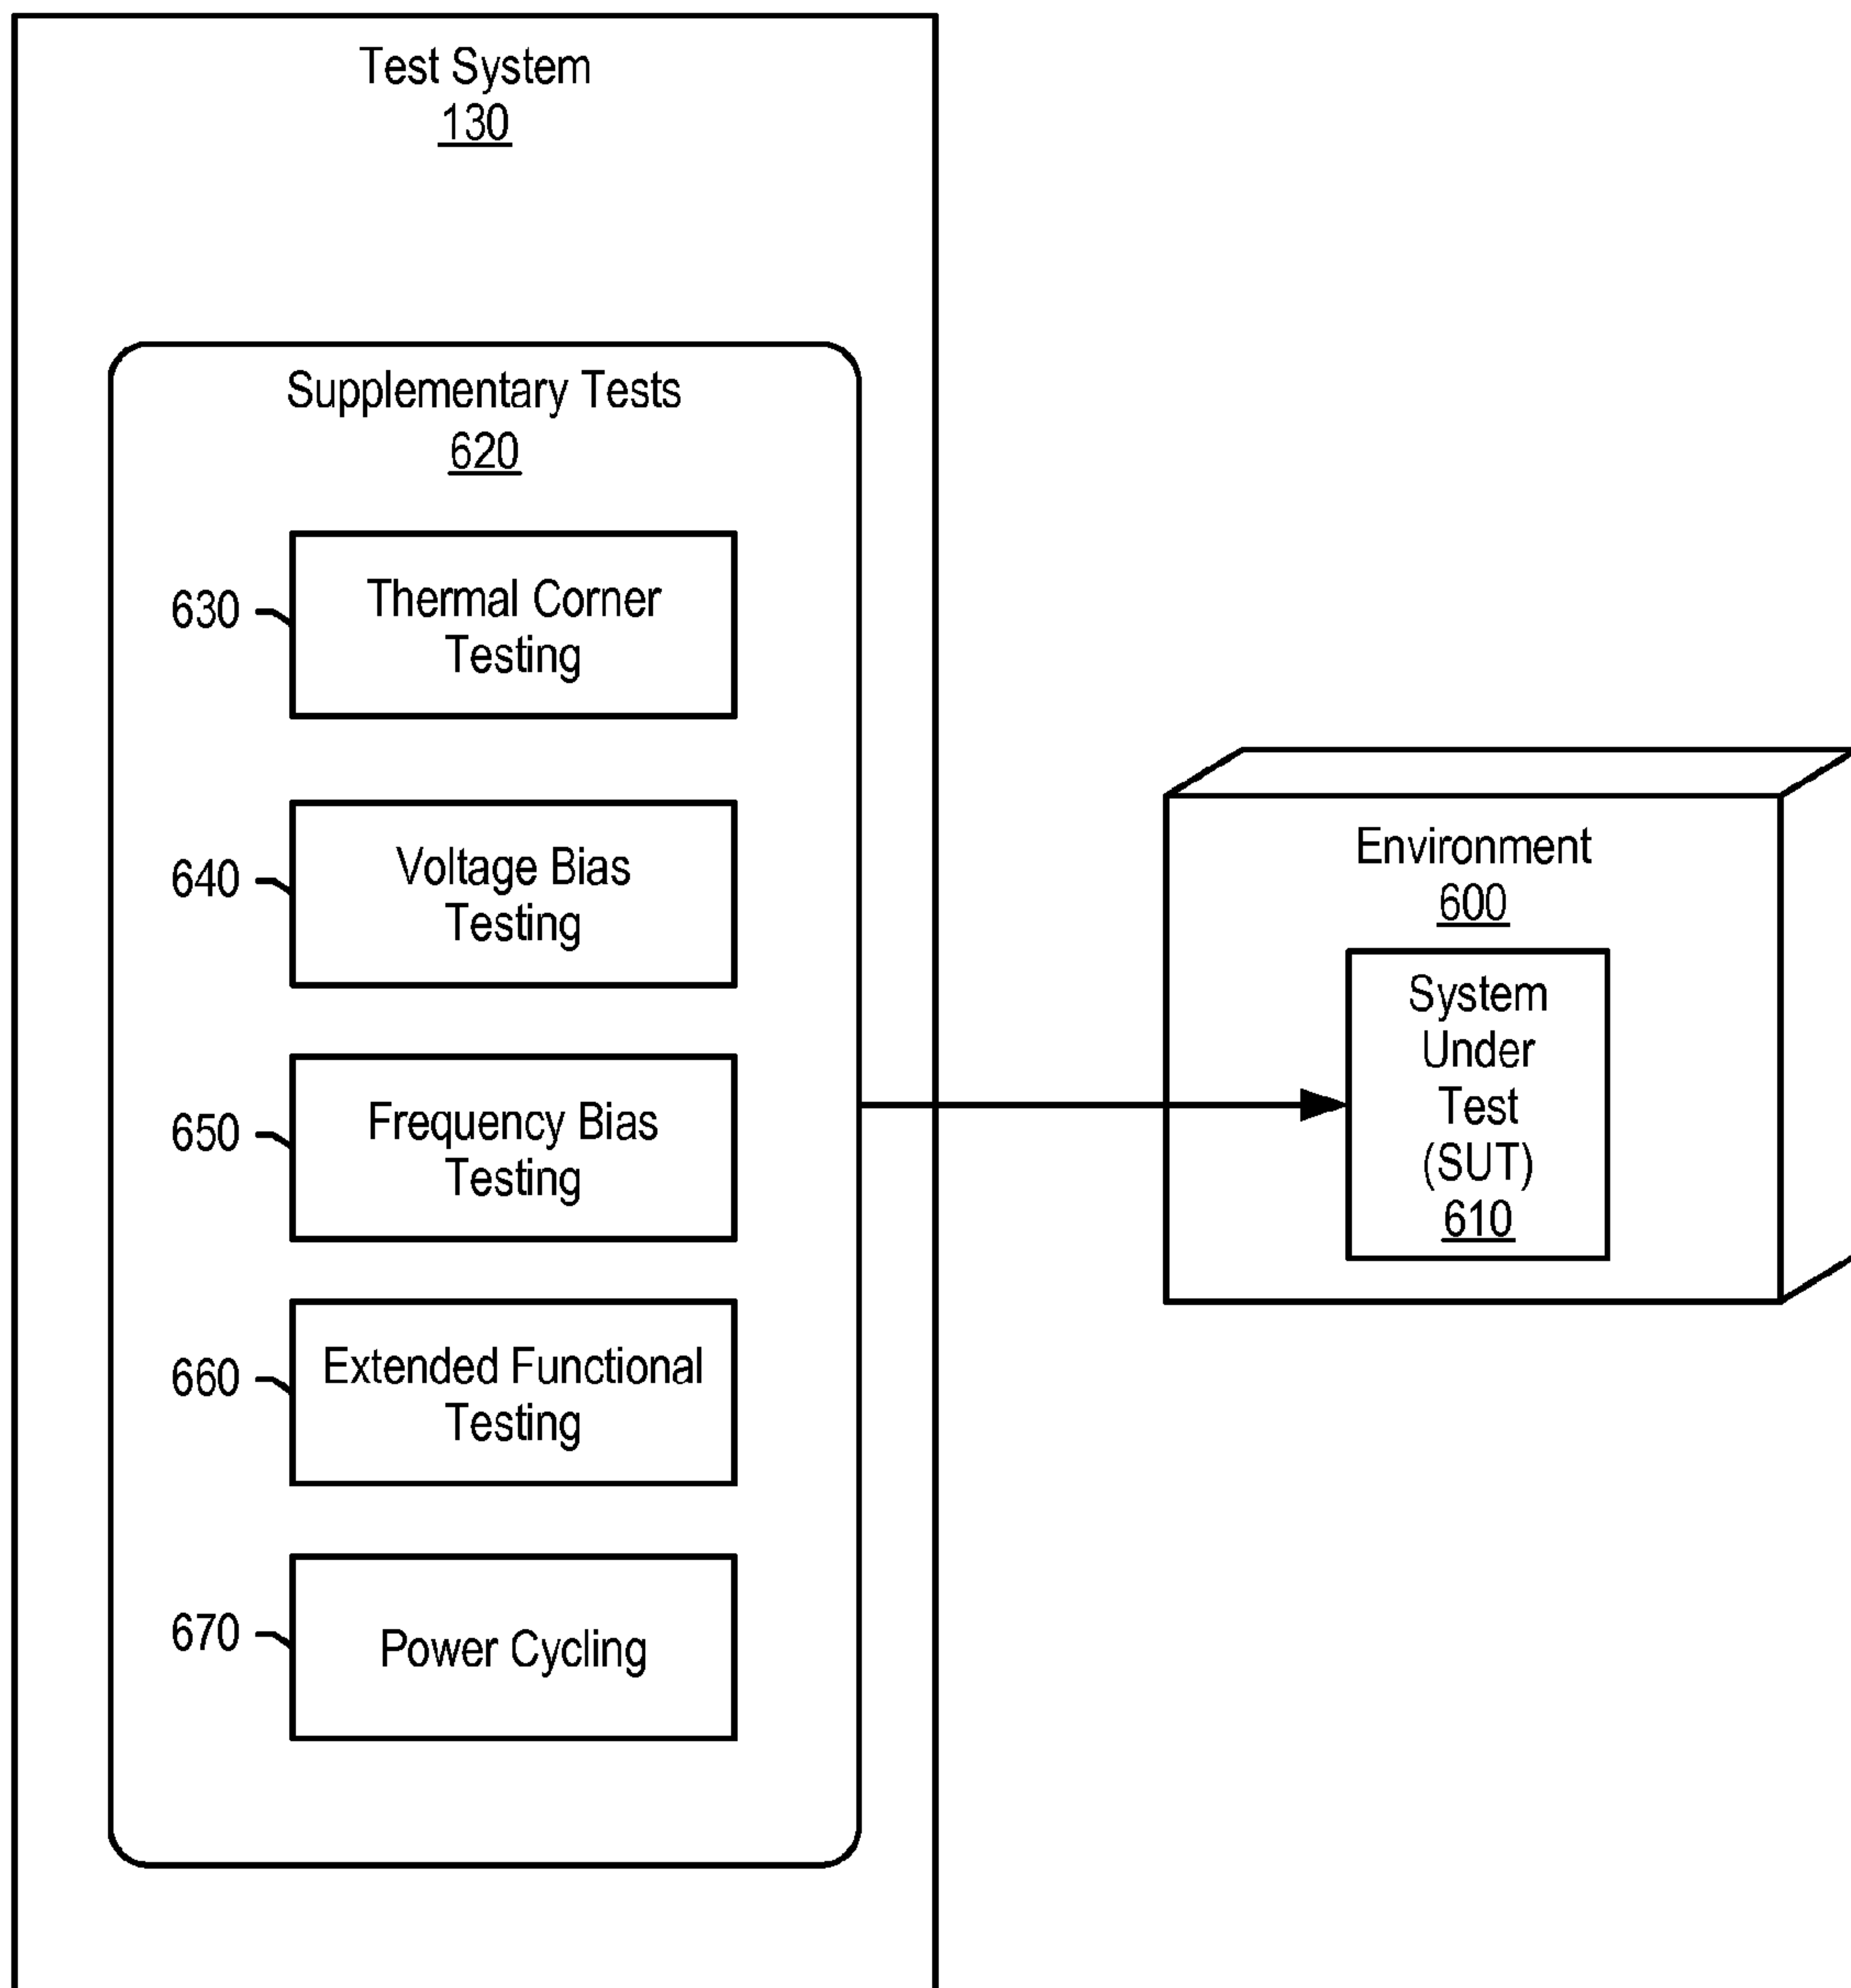 Test System
130
Supplementary Tests
620
630
Thermal Corner
Testing
640
Voltage Bias
Testing
650
Frequency Bias
Testing
660
Extended Functional
Testing
670
Power Cycling
Environment
600
System
Under
Test
(SUT)
610